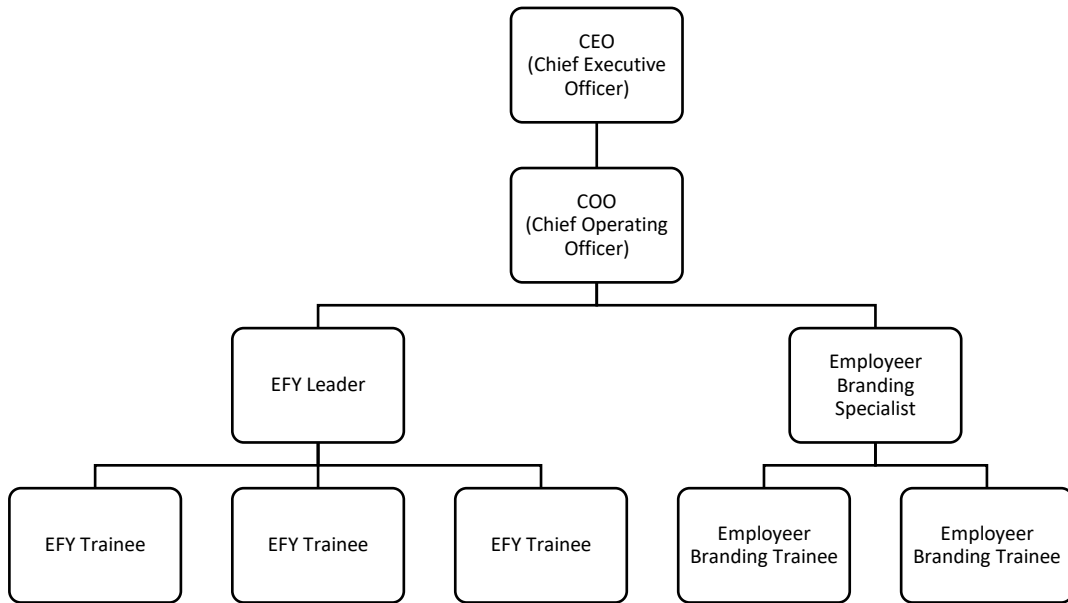 CEO
(Chief Executive
Officer)
COO
(Chief Operating
Officer)
EFY Leader
Employeer
Branding
Specialist
EFY Trainee
EFY Trainee
EFY Trainee
Employeer
Branding Trainee
Employeer
Branding Trainee